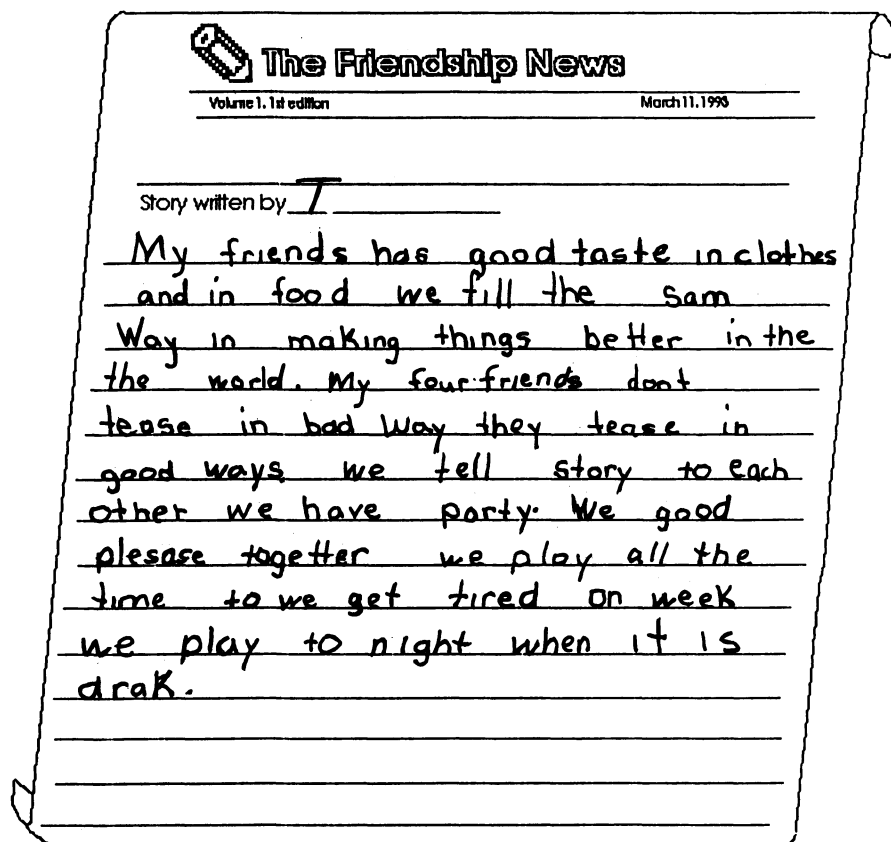 The Friendship News
Volume 1. 1st edition March 11, 1993
Story written by I
My friends has good taste in clothes
and in food we fill the sam
Way in making things better in the
the world. My four friends dont
tease in bad way they tease in
good ways we tell story to each
other we have party. We good
plesase togetter we play all the
time to we get tired on week
we play to night when it is
drak.